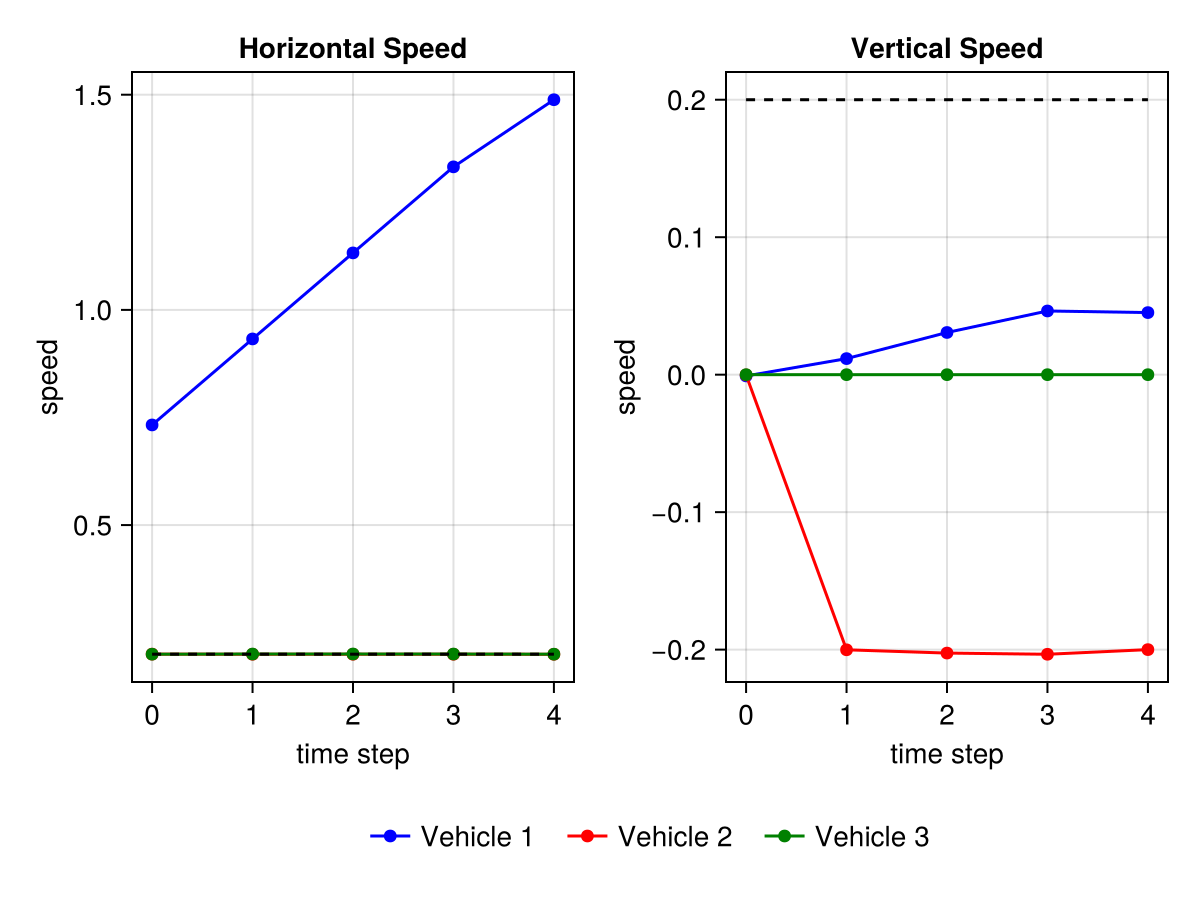 Horizontal Speed
1.5
1.0
0.5
speed
0 1 2 3 4
time step
Vertical Speed
0.2
0.1
0.0
−0.1
−0.2
speed
0 1 2 3 4
time step
Vehicle 1 Vehicle 2 Vehicle 3